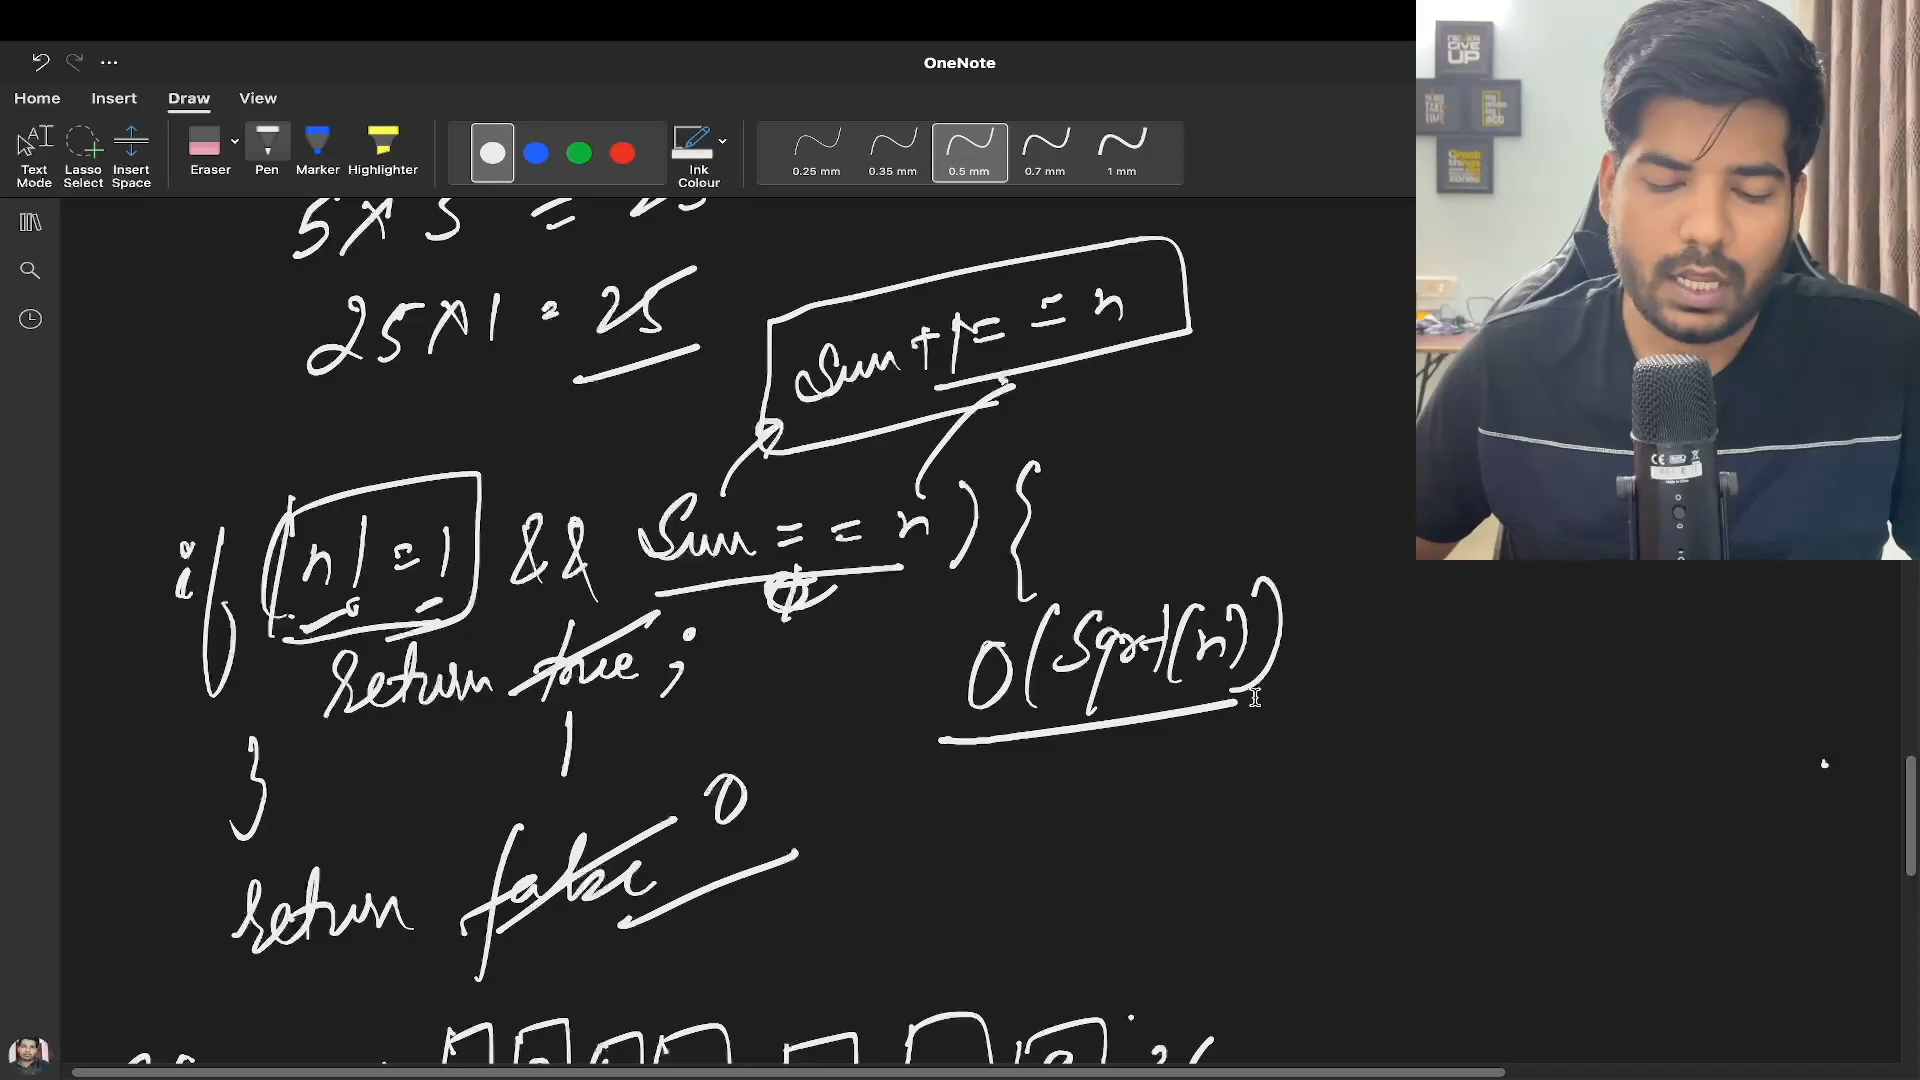 OneNote
Home Insert Draw View
Text Mode
Lasso Select
Insert Space
Eraser
Pen
Marker
Highlighter
Ink Colour
0.25 mm
0.35 mm
0.5 mm
0.7 mm
1 mm
GIVE UP
5 x 5 = 25
25 x 1 = 25
Sum + 1 == n
if (n != 1 && Sum == n) {
O(Sqrt(n))
return true ;
1
}
0
return false